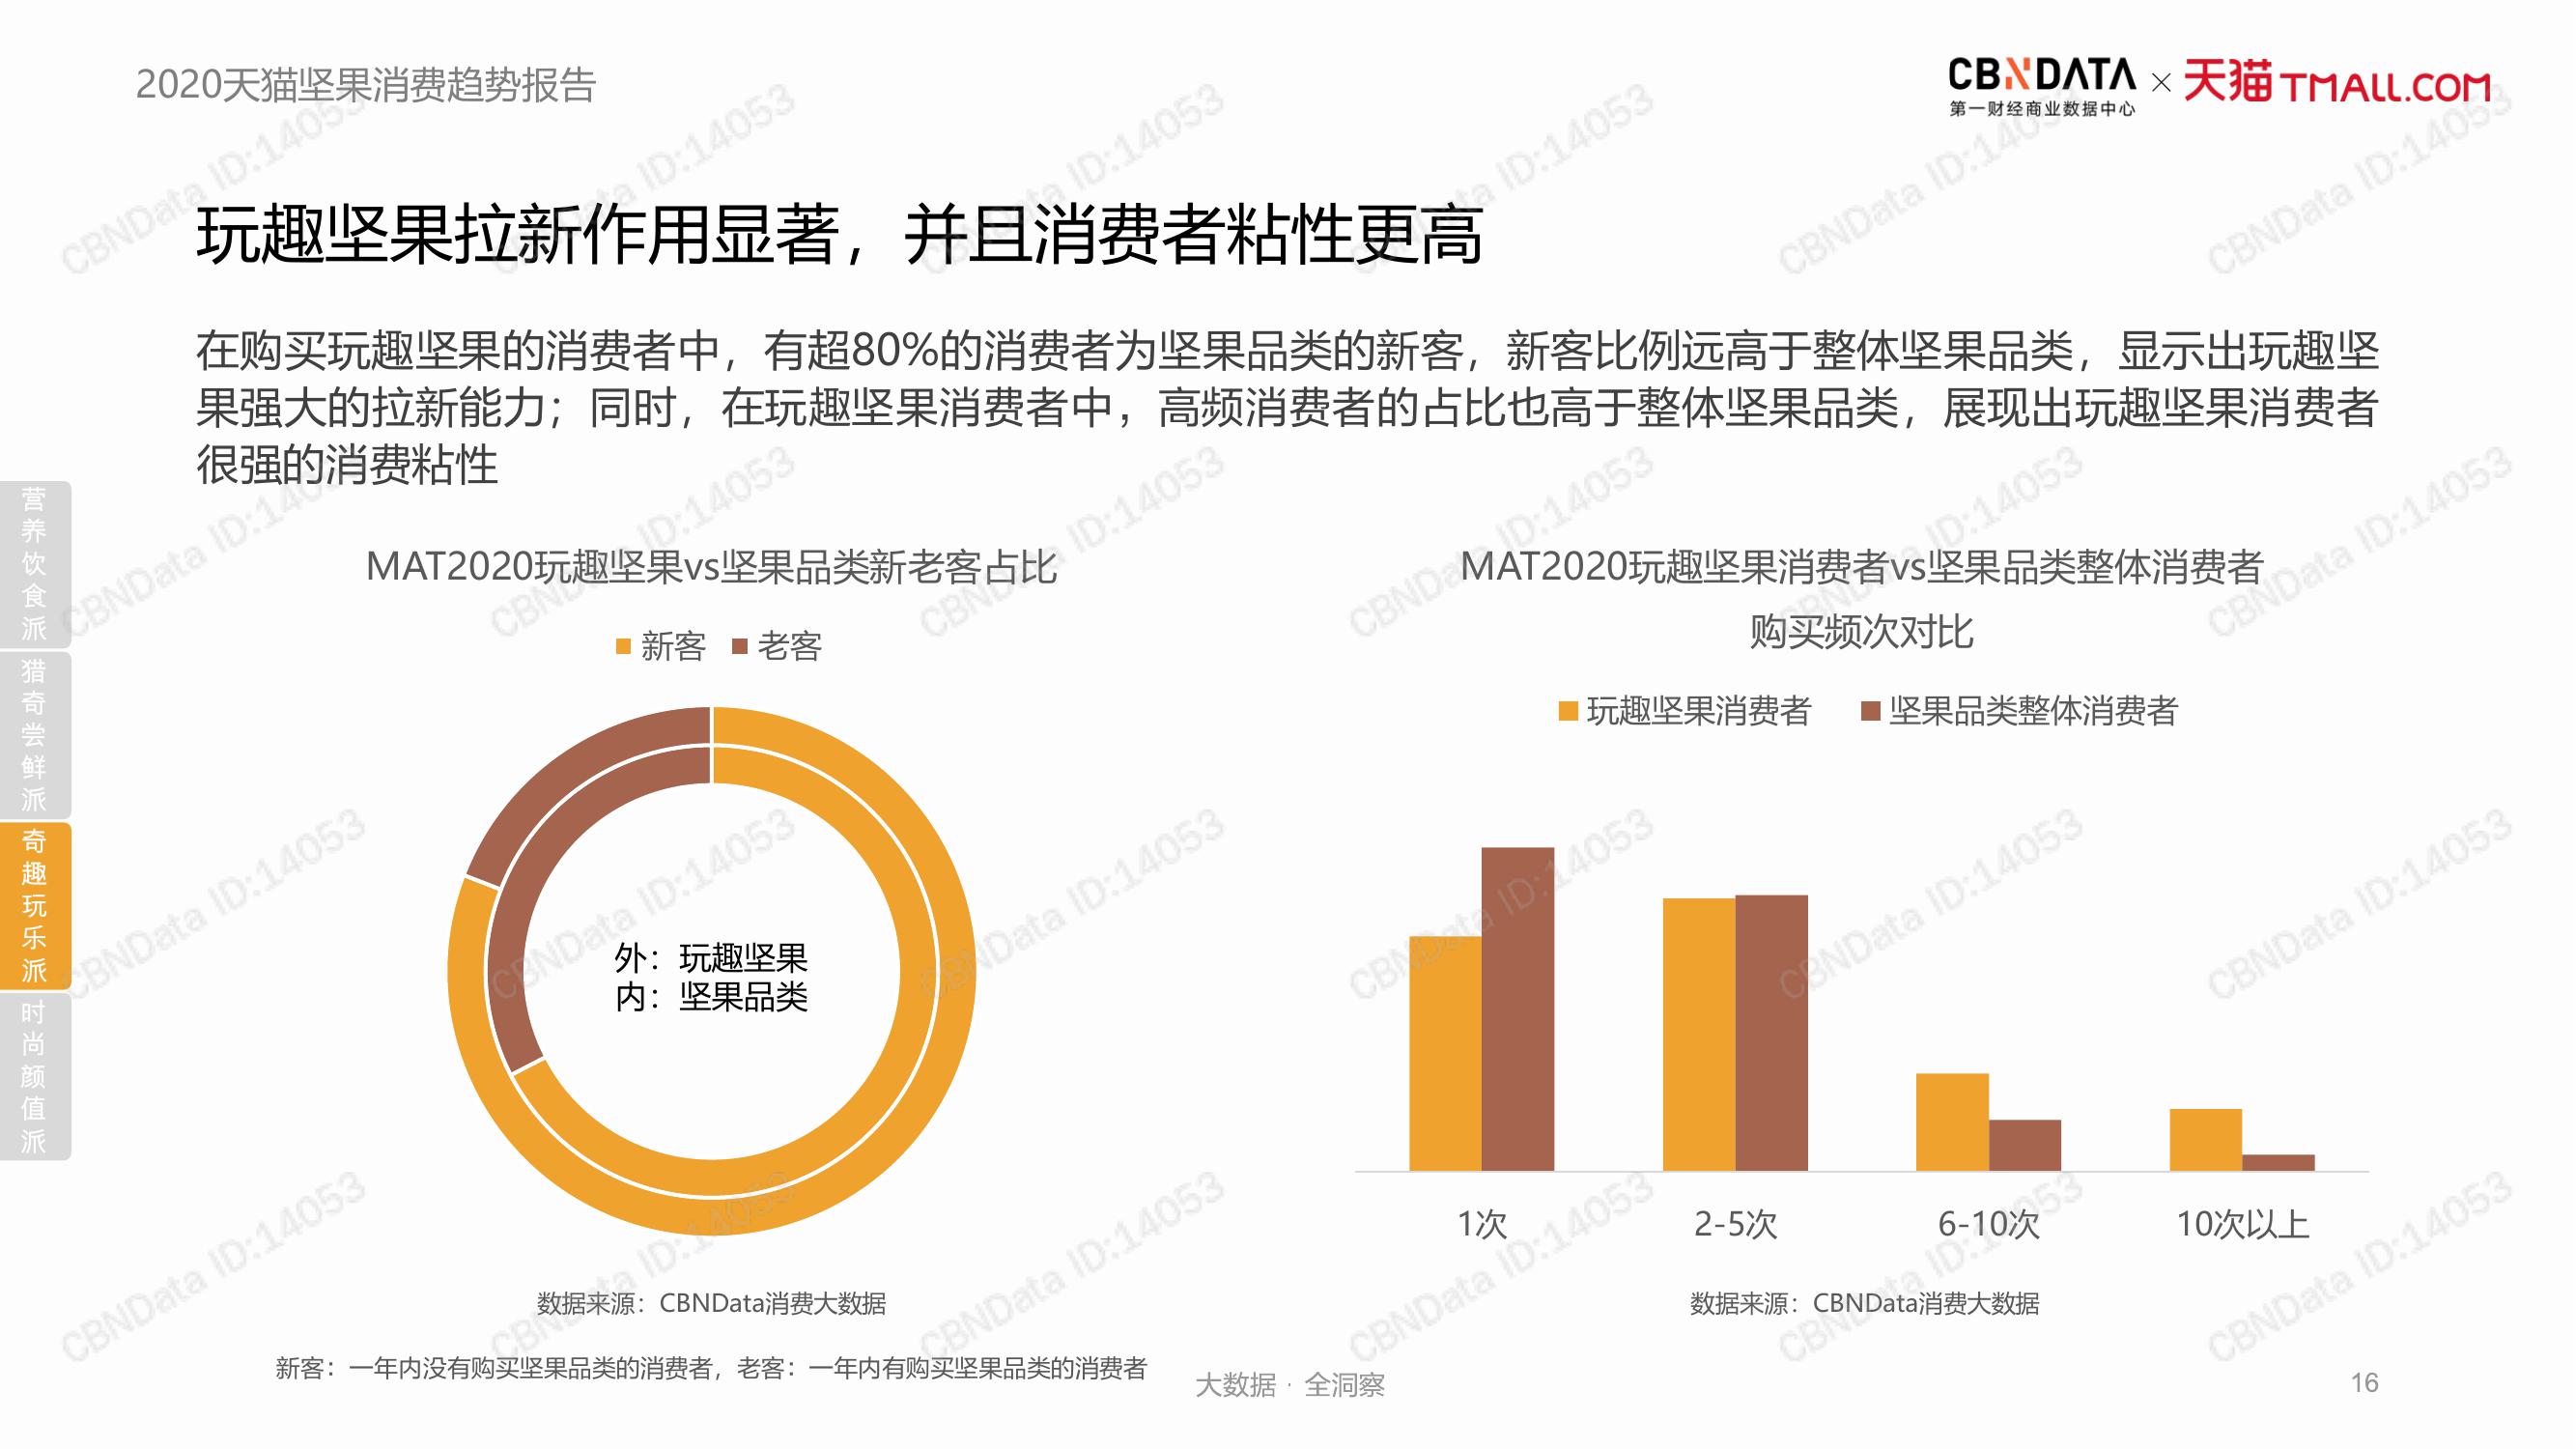 2020天猫坚果消费趋势报告
CBNDATA
第一财经商业数据中心
×
天猫 TMALL.COM
玩趣坚果拉新作用显著，并且消费者粘性更高
在购买玩趣坚果的消费者中，有超80%的消费者为坚果品类的新客，新客比例远高于整体坚果品类，显示出玩趣坚
果强大的拉新能力；同时，在玩趣坚果消费者中，高频消费者的占比也高于整体坚果品类，展现出玩趣坚果消费者
很强的消费粘性
营养饮食派
猎奇尝鲜派
奇趣玩乐派
时尚颜值派
MAT2020玩趣坚果vs坚果品类新老客占比
新客 老客
外：玩趣坚果
内：坚果品类
数据来源：CBNData消费大数据
新客：一年内没有购买坚果品类的消费者，老客：一年内有购买坚果品类的消费者
MAT2020玩趣坚果消费者vs坚果品类整体消费者
购买频次对比
玩趣坚果消费者 坚果品类整体消费者
1次 2-5次 6-10次 10次以上
数据来源：CBNData消费大数据
大数据 · 全洞察
16
CBNData ID:14053